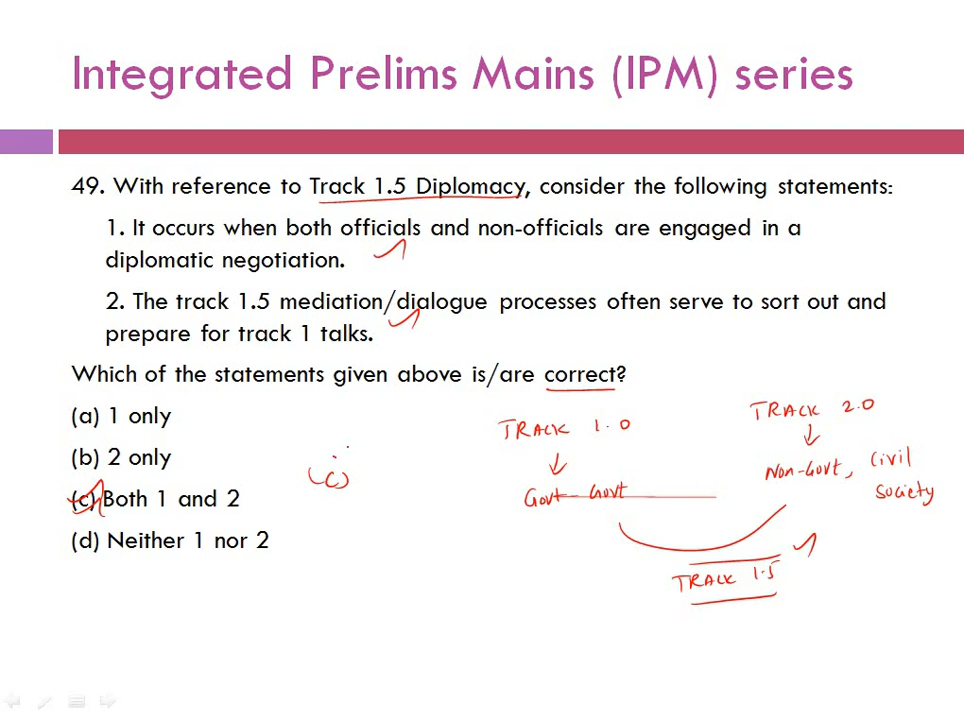 Integrated Prelims Mains (IPM) series
49. With reference to Track 1.5 Diplomacy, consider the following statements:
1. It occurs when both officials and non-officials are engaged in a
diplomatic negotiation.
2. The track 1.5 mediation/dialogue processes often serve to sort out and
prepare for track 1 talks.
Which of the statements given above is/are correct?
(a) 1 only
(b) 2 only
(c) Both 1 and 2
(d) Neither 1 nor 2
(c)
TRACK 1.0
Govt - Govt
TRACK 2.0
Non-Govt, Civil
Society
TRACK 1.5